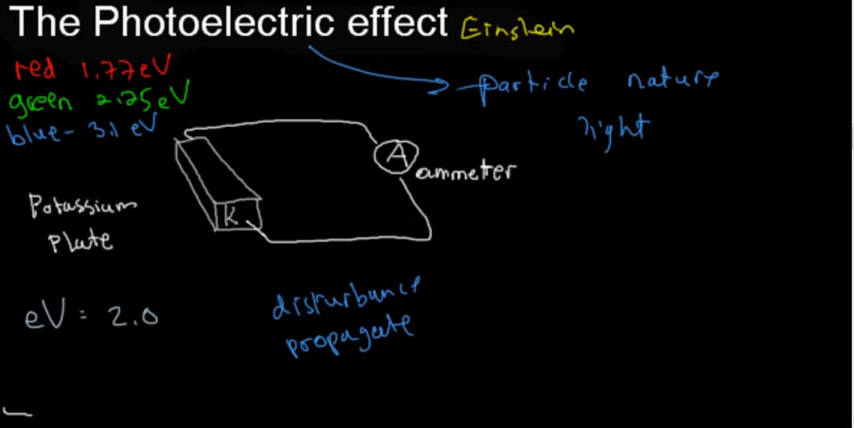 The Photoelectric effect Einstein
red 1.77eV
green 2.25eV
blue- 3.1 eV
particle nature
light
A
ammeter
Potassium
Plate
K
eV = 2.0
disturbance
propagate